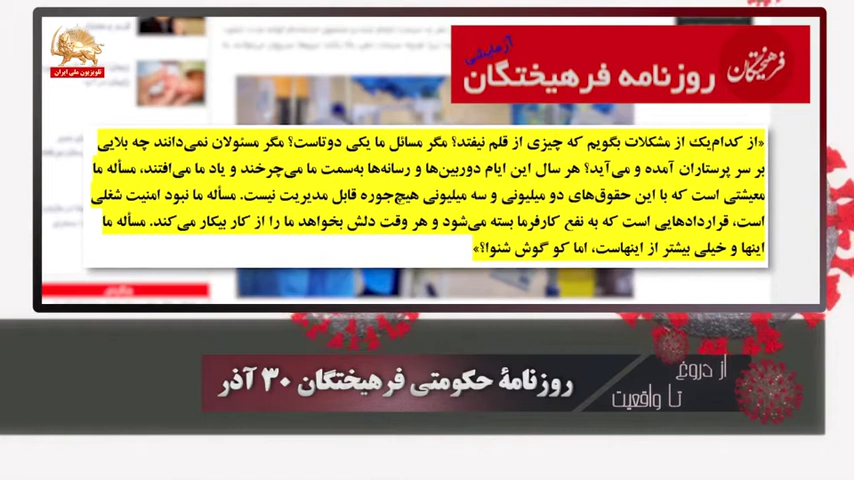 تلویزیون ملی ایران
آزمایشی
روزنامه فرهیختگان
فرهیختگان
«از کدام‌یک از مشکلات بگویم که چیزی از قلم نیفتد؟ مگر مسائل ما یکی دوتاست؟ مگر مسئولان نمی‌دانند چه بلایی
بر سر پرستاران آمده و می‌آید؟ هر سال این ایام دوربین‌ها و رسانه‌ها به‌سمت ما می‌چرخند و یاد ما می‌افتند، مسأله ما
معیشتی است که با این حقوق‌های دو میلیونی و سه میلیونی هیچ‌جوره قابل مدیریت نیست. مسأله ما نبود امنیت شغلی
است، قراردادهایی است که به نفع کارفرما بسته می‌شود و هر وقت دلش بخواهد ما را از کار بیکار می‌کند. مسأله ما
اینها و خیلی بیشتر از اینهاست، اما کو گوش شنوا؟»
روزنامهٔ حکومتی فرهیختگان ۳۰ آذر
از دروغ
تا واقعیت